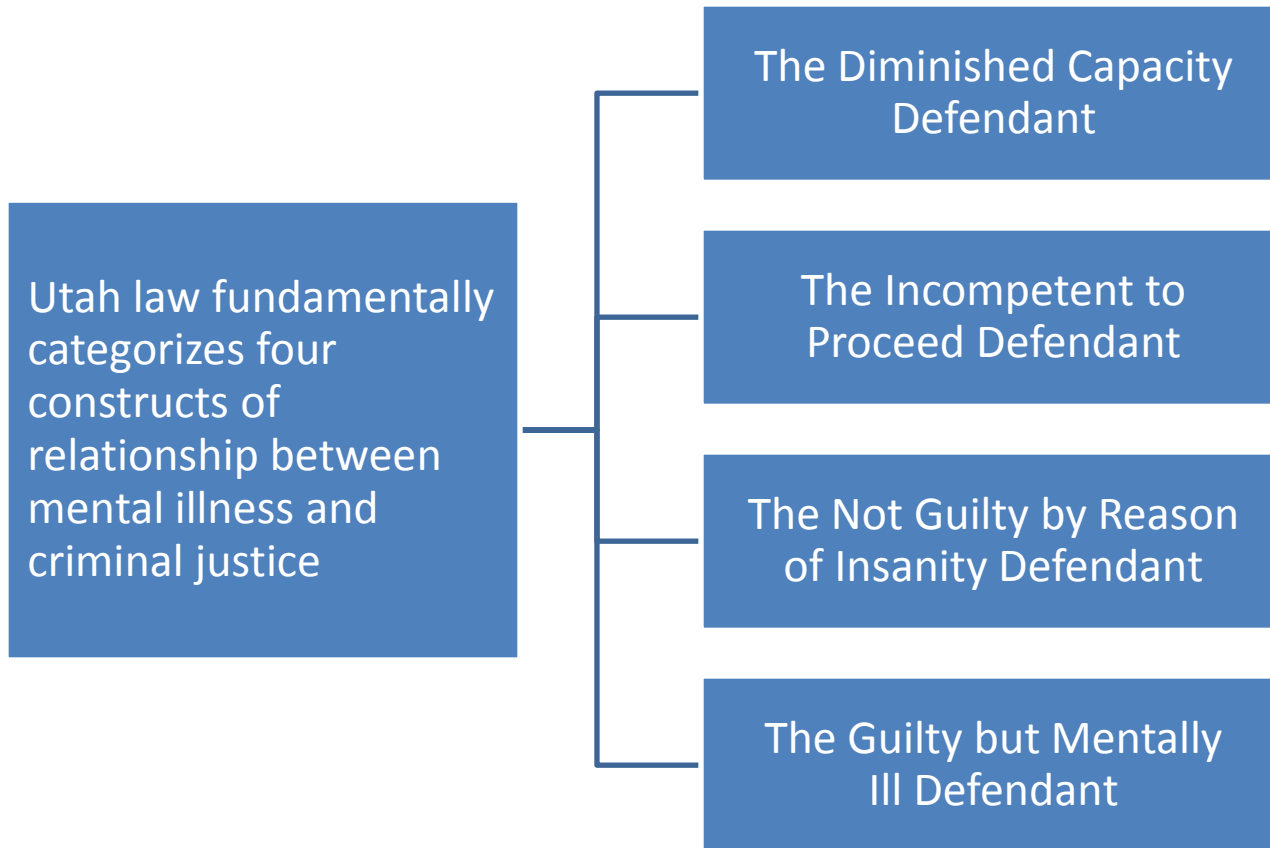 Utah law fundamentally
categorizes four
constructs of
relationship between
mental illness and
criminal justice
The Diminished Capacity
Defendant
The Incompetent to
Proceed Defendant
The Not Guilty by Reason
of Insanity Defendant
The Guilty but Mentally
Ill Defendant